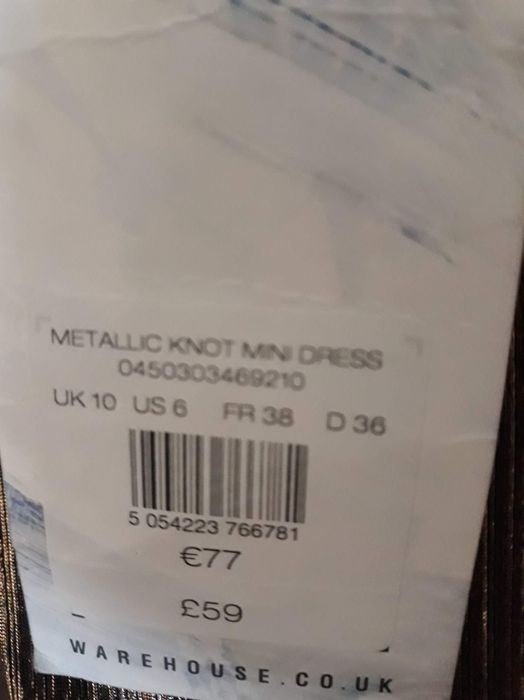 METALLIC KNOT MINI DRESS
0450303469210
UK 10 US 6 FR 38 D 36
5 054223 766781
€77
£59
WAREHOUSE.CO.UK